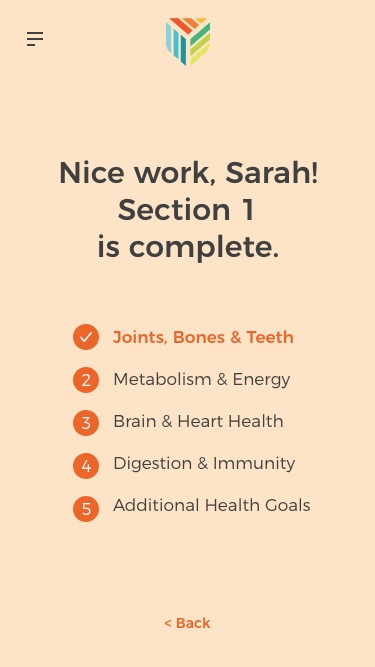 Nice work, Sarah!
Section 1
is complete.
Joints, Bones & Teeth
2 Metabolism & Energy
3 Brain & Heart Health
4 Digestion & Immunity
5 Additional Health Goals
< Back